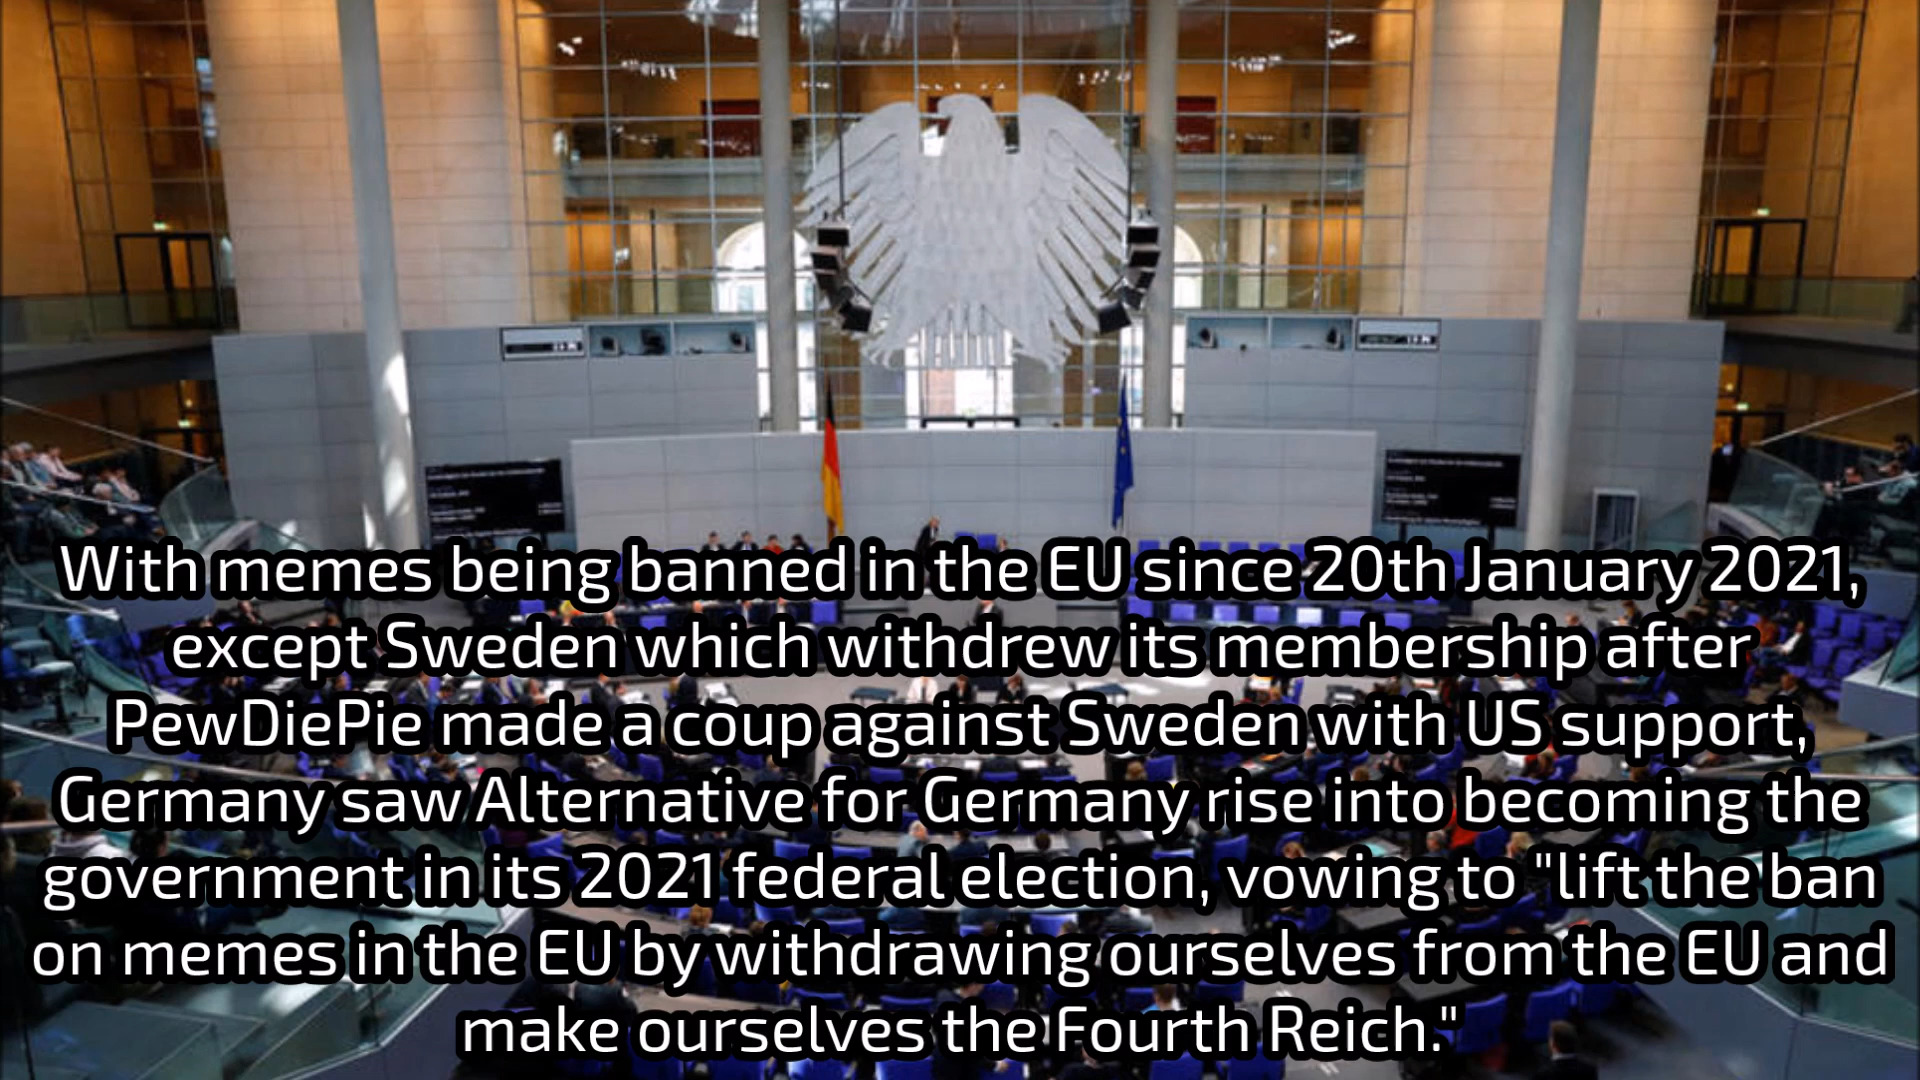 With memes being banned in the EU since 20th January 2021,
except Sweden which withdrew its membership after
PewDiePie made a coup against Sweden with US support,
Germany saw Alternative for Germany rise into becoming the
government in its 2021 federal election, vowing to "lift the ban
on memes in the EU by withdrawing ourselves from the EU and
make ourselves the Fourth Reich."